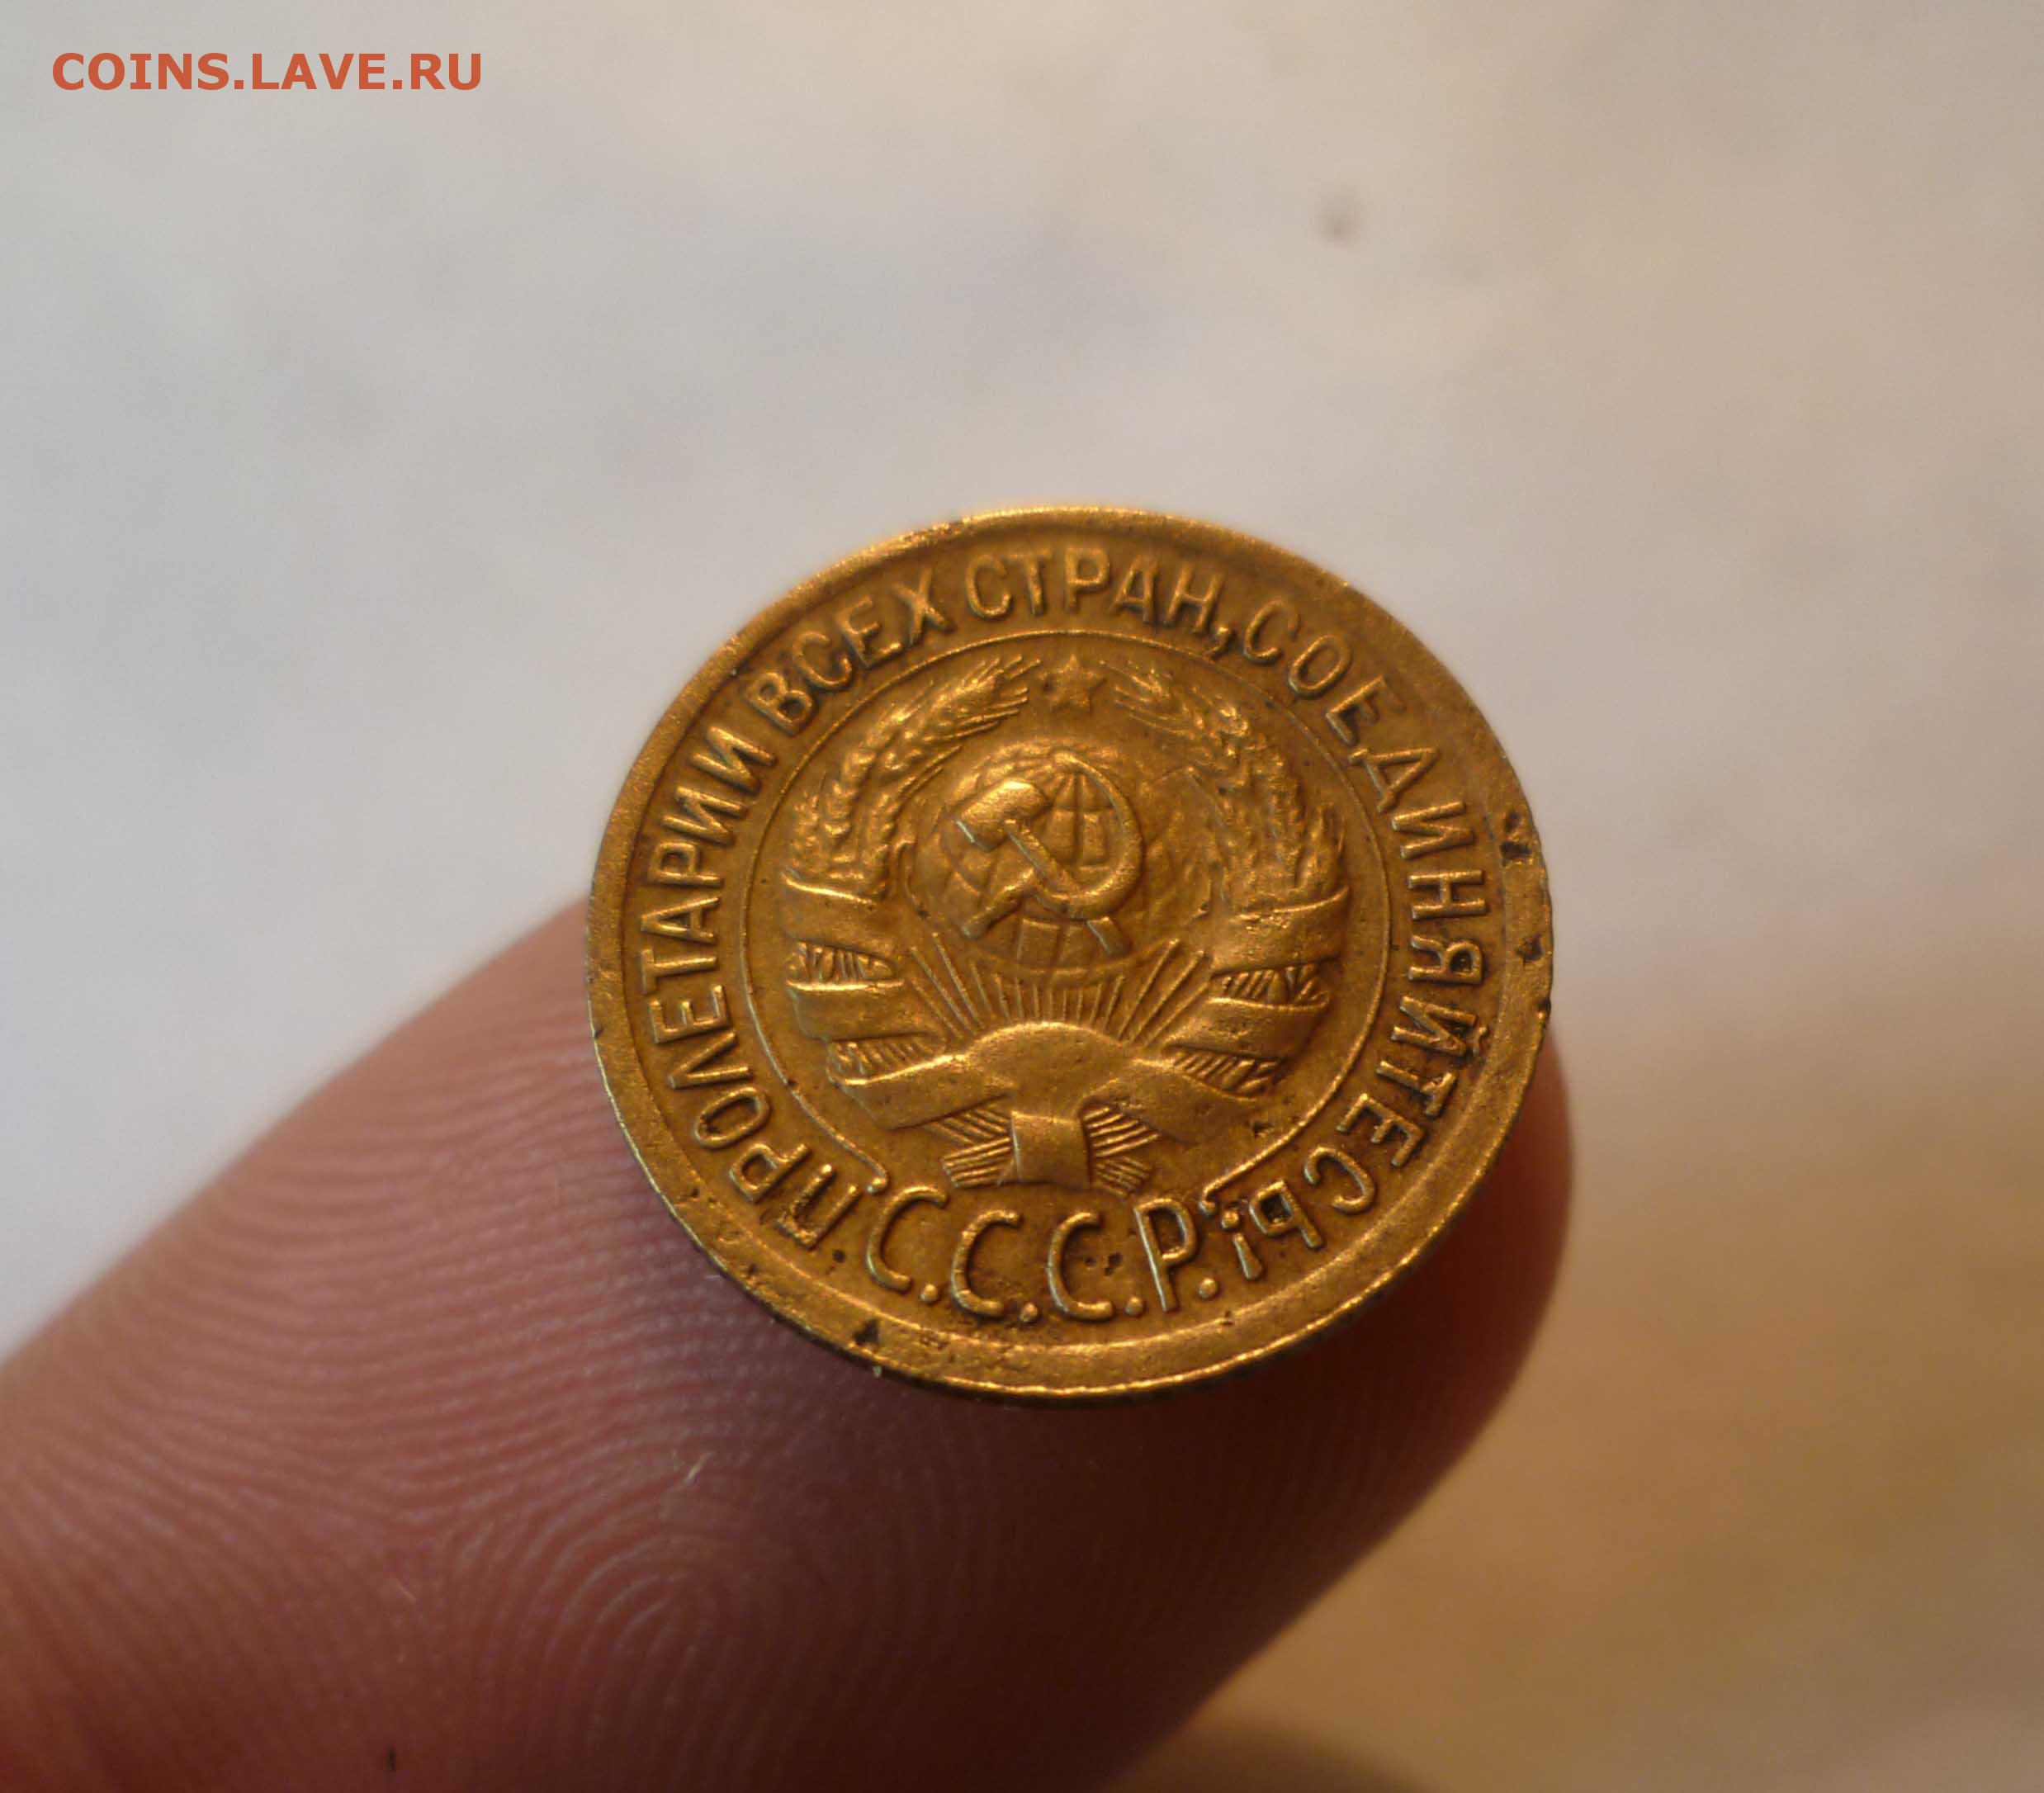 COINS.LAVE.RU
ПРОЛЕТАРИИ ВСЕХ СТРАН, СОЕДИНЯЙТЕСЬ!
С.С.С.Р.